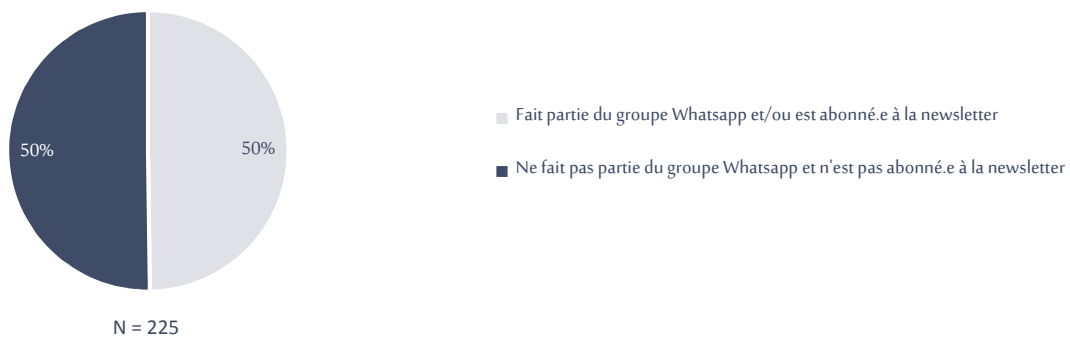 50%
50%
Fait partie du groupe Whatsapp et/ou est abonné.e à la newsletter
Ne fait pas partie du groupe Whatsapp et n'est pas abonné.e à la newsletter
N = 225